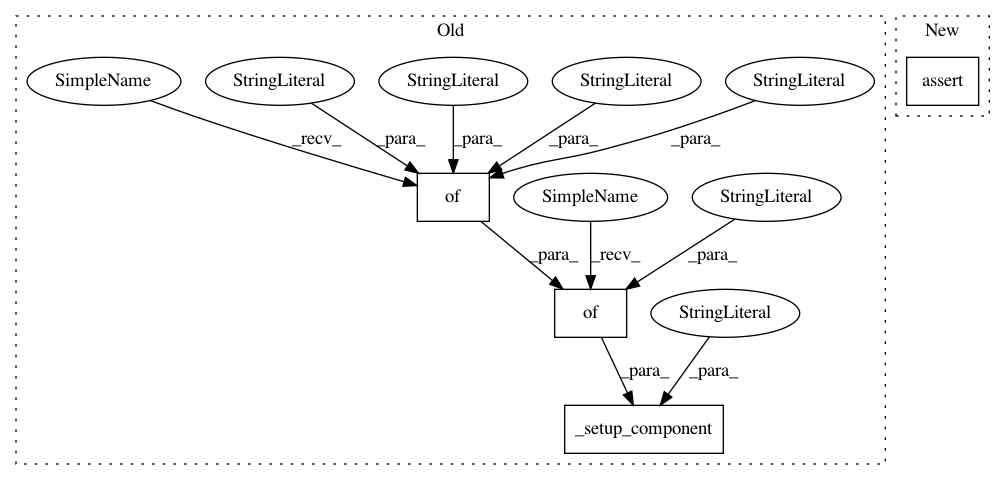 Old
New
SimpleName
StringLiteral
StringLiteral
StringLiteral
StringLiteral
assert
_recv_
_para_
_para_
_para_
_para_
of
SimpleName
StringLiteral
_para_
_recv_
_para_
of
StringLiteral
_para_
_para_
_setup_component